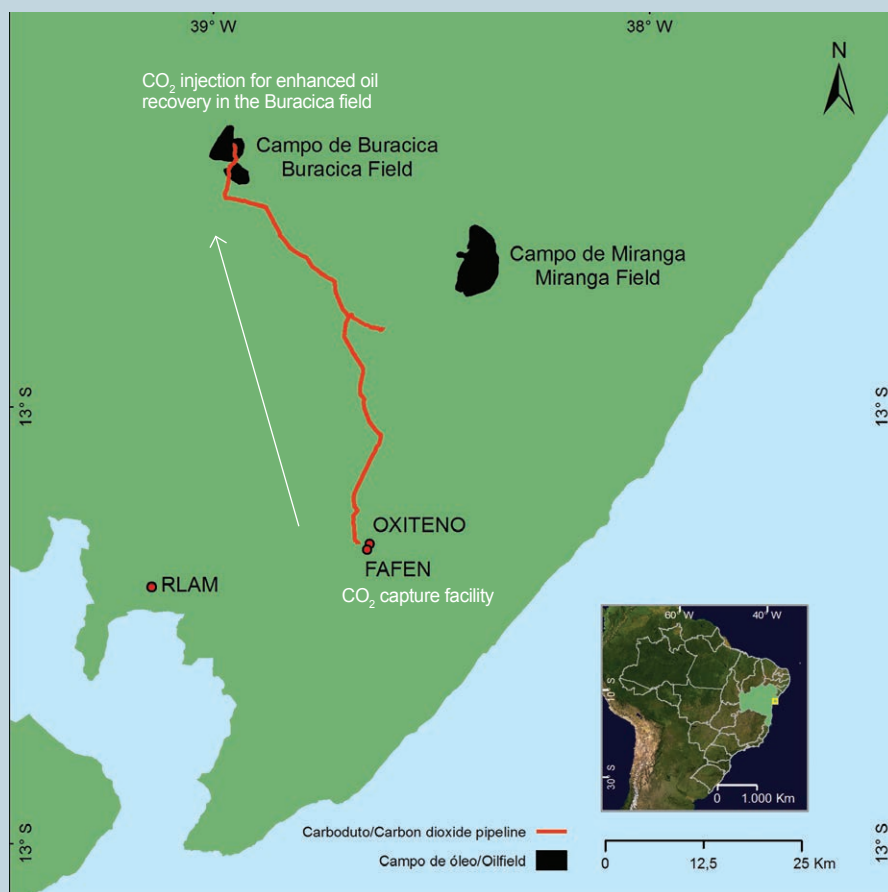 39° W
38° W
N
CO₂ injection for enhanced oil
recovery in the Buracica field
Campo de Buracica
Buracica Field
Campo de Miranga
Miranga Field
13° S
13° S
OXITENO
FAFEN
CO₂ capture facility
RLAM
60° W
40° W
10° S
30° S
0
1.000 Km
13° S
13° S
Carboduto/Carbon dioxide pipeline
Campo de óleo/Oilfield
0
12,5
25 Km